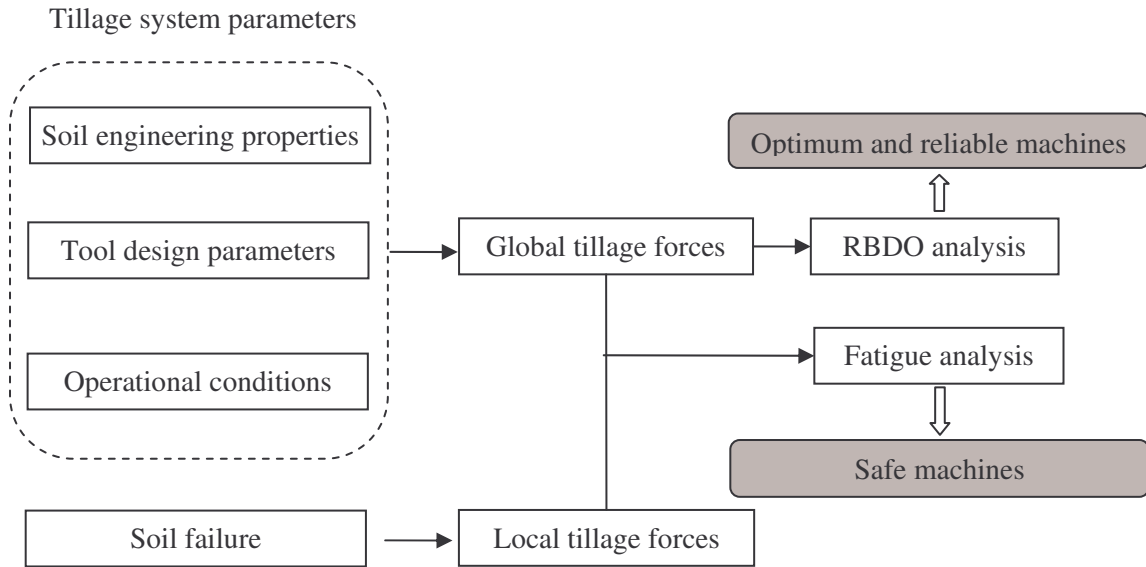 Tillage system parameters
Soil engineering properties
Optimum and reliable machines
Tool design parameters
Global tillage forces
RBDO analysis
Operational conditions
Fatigue analysis
Safe machines
Soil failure
Local tillage forces